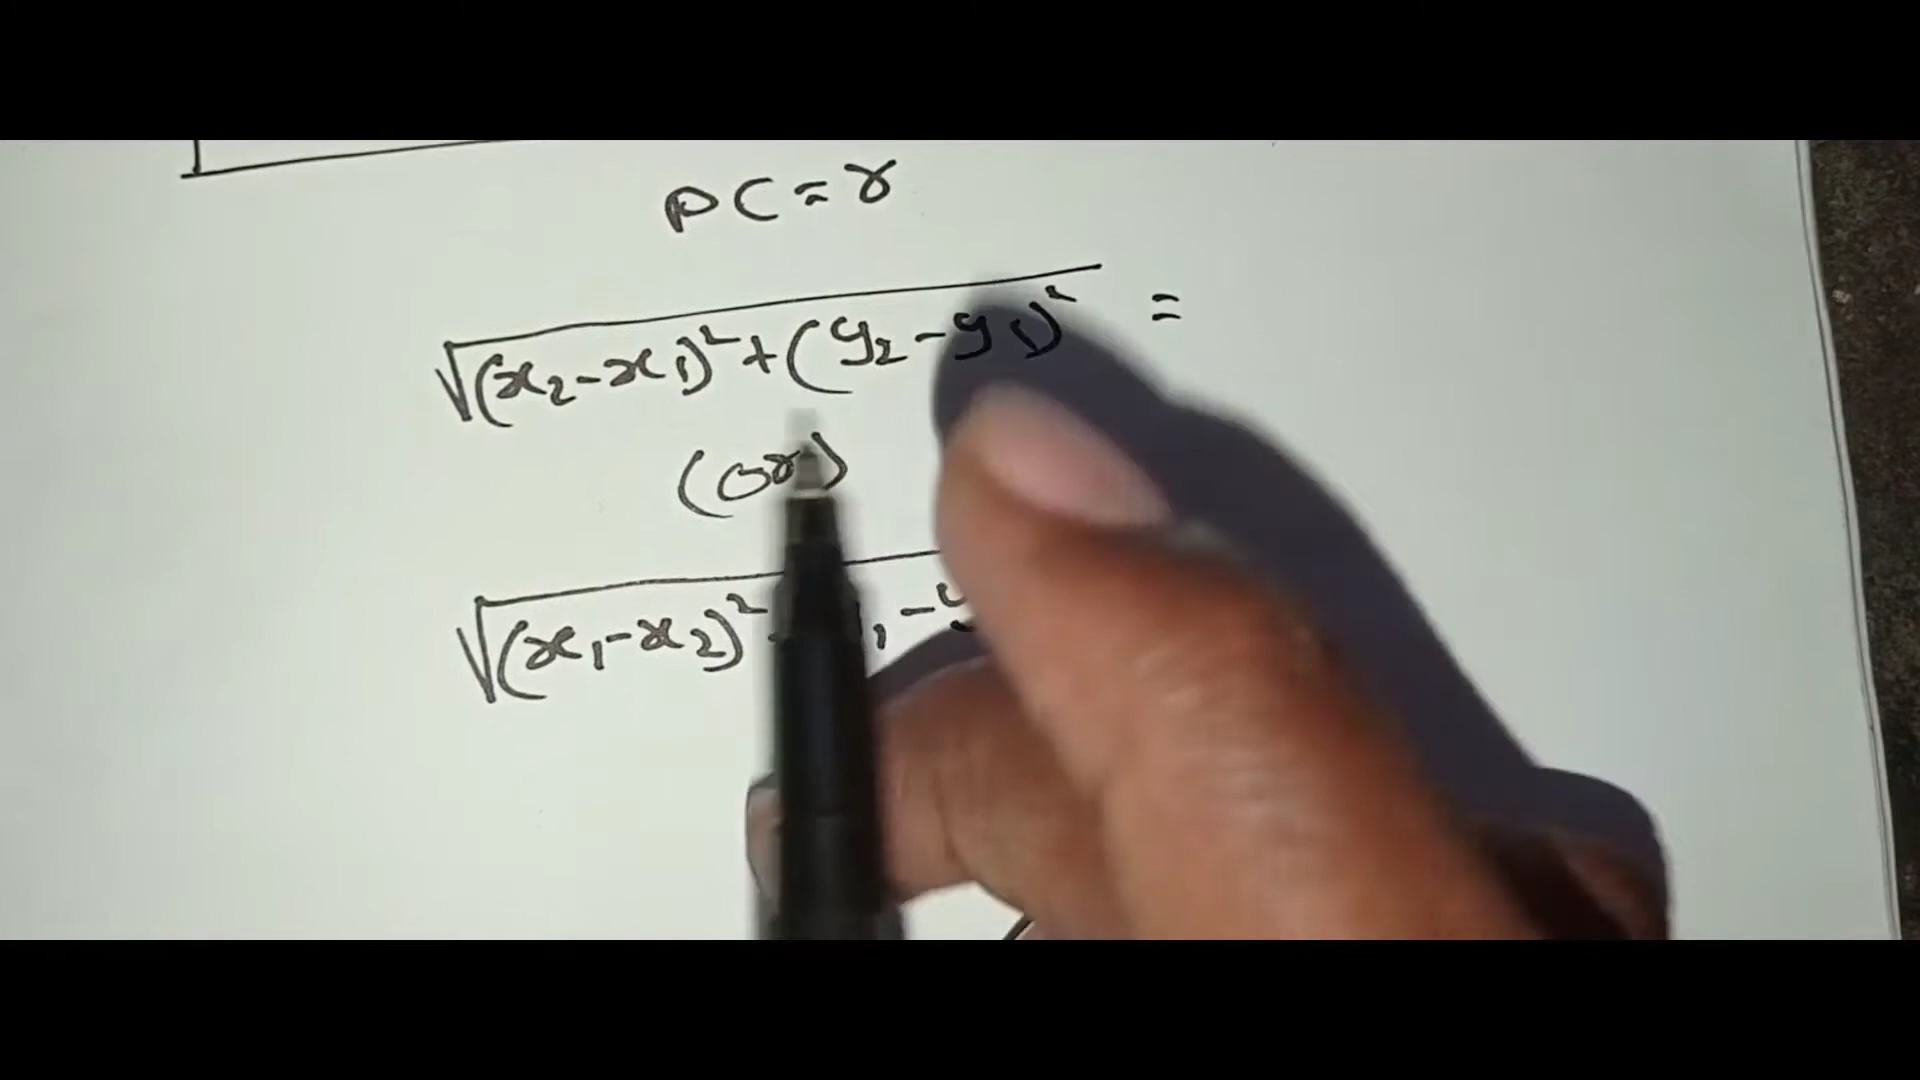 PC = r
√(x₂-x₁)² + (y₂-y₁)² =
(or)
√(x₁-x₂)²